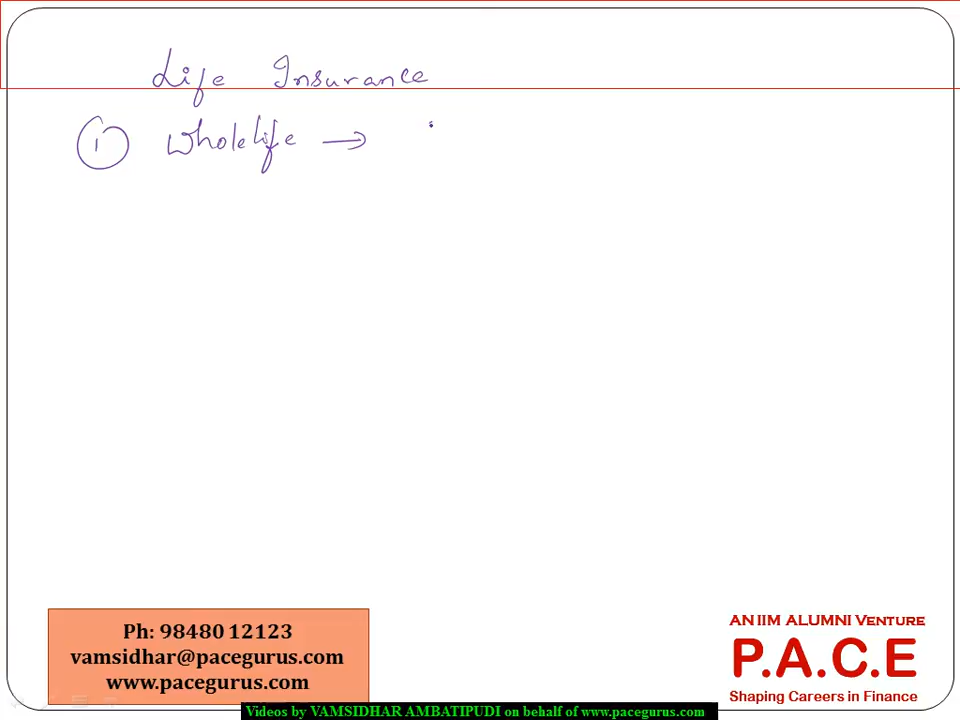 Life Insurance
1 Wholelife →
Ph: 98480 12123
vamsidhar@pacegurus.com
www.pacegurus.com
AN IIM ALUMNI VENTURE
P.A.C.E
Shaping Careers in Finance
Videos by VAMSIDHAR AMBATIPUDI on behalf of www.pacegurus.com